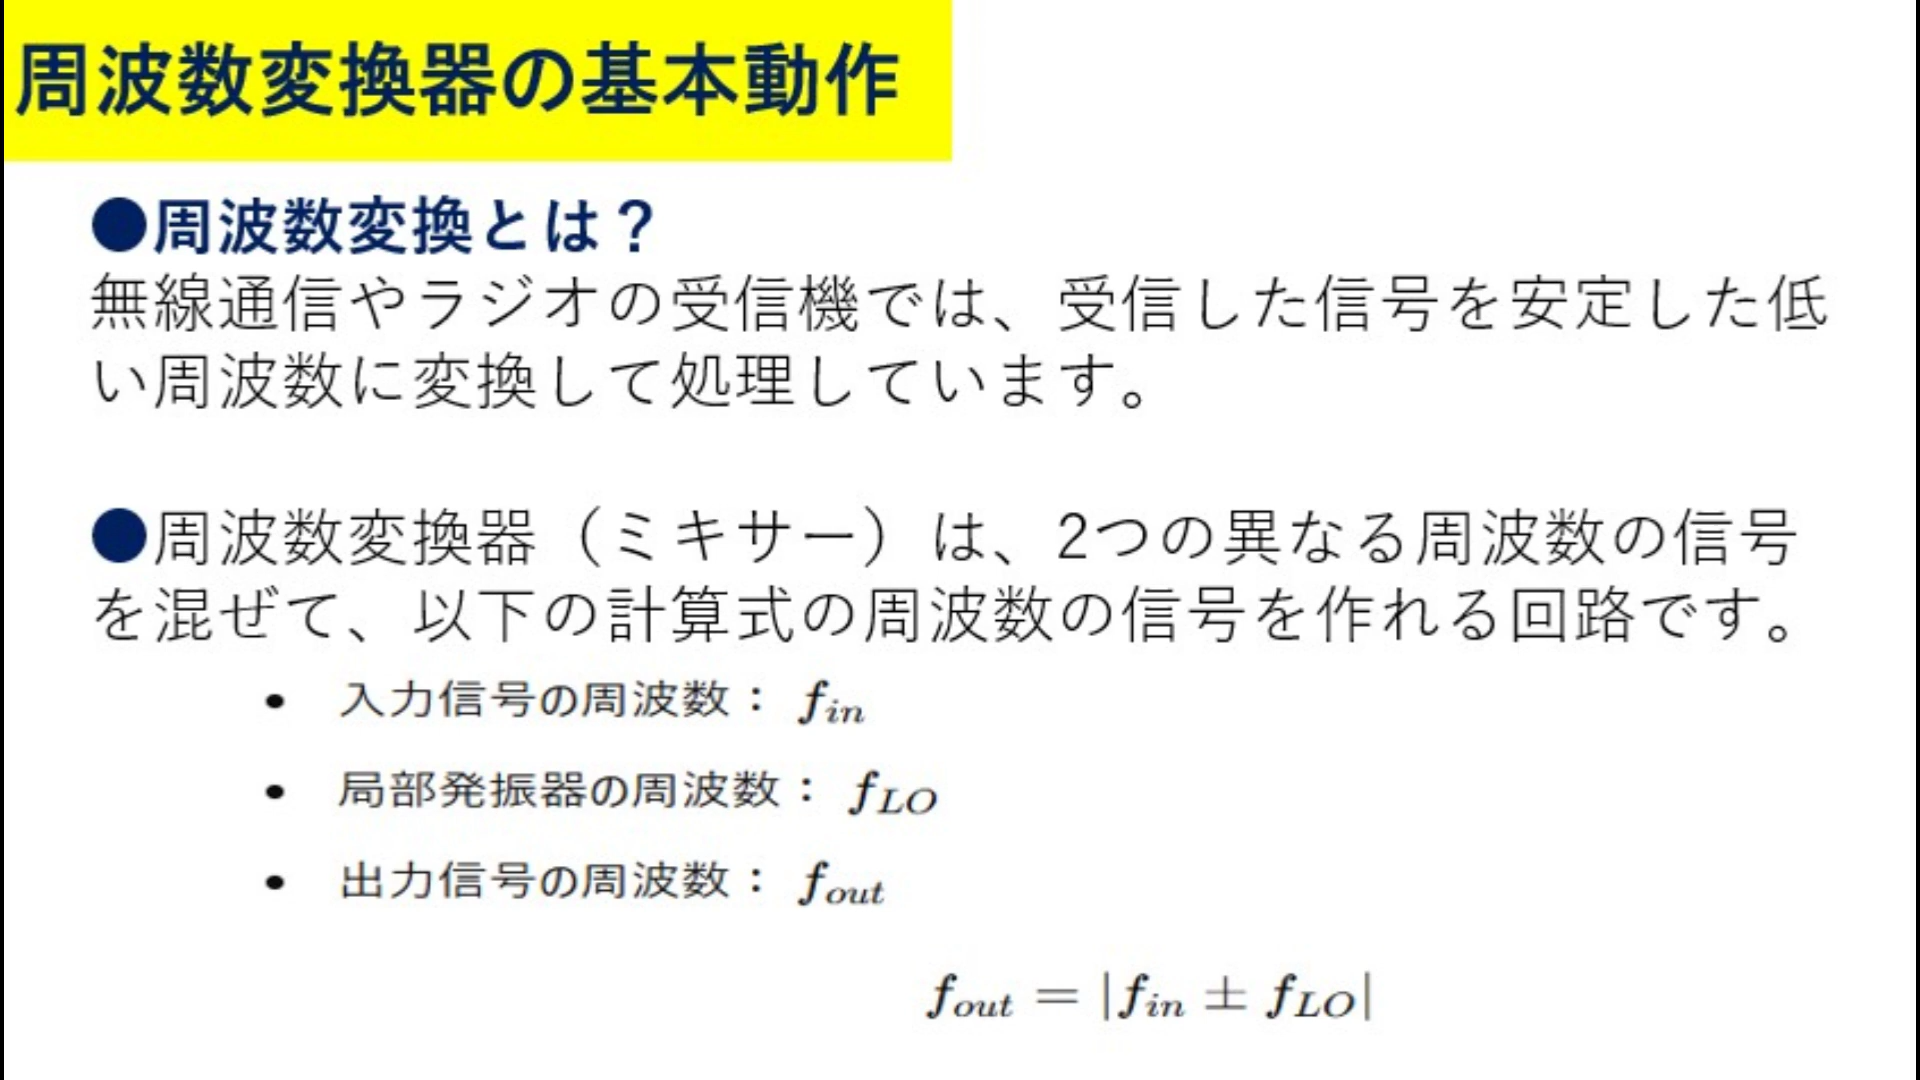 周波数変換器の基本動作
●周波数変換とは？
無線通信やラジオの受信機では、受信した信号を安定した低
い周波数に変換して処理しています。
●周波数変換器（ミキサー）は、2つの異なる周波数の信号
を混ぜて、以下の計算式の周波数の信号を作れる回路です。
• 入力信号の周波数： f_in
• 局部発振器の周波数： f_LO
• 出力信号の周波数： f_out
f_out = |f_in ± f_LO|